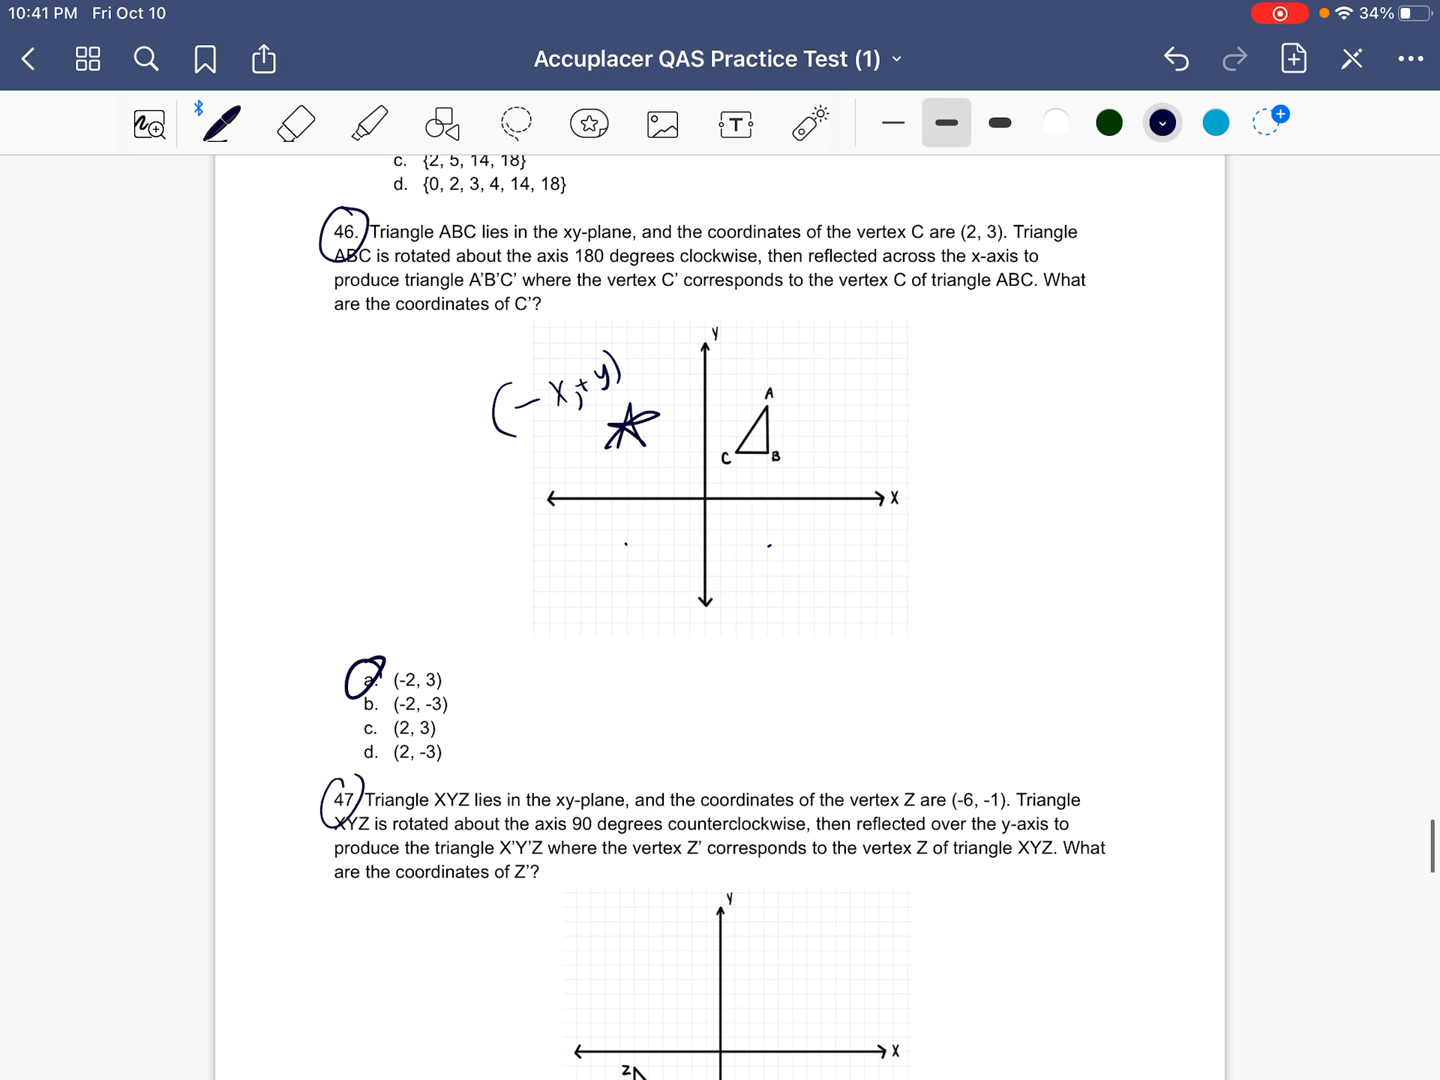 10:41 PM Fri Oct 10
34%
Accuplacer QAS Practice Test (1)
T
c. {2, 5, 14, 18}
d. {0, 2, 3, 4, 14, 18}
46. Triangle ABC lies in the xy-plane, and the coordinates of the vertex C are (2, 3). Triangle
ABC is rotated about the axis 180 degrees clockwise, then reflected across the x-axis to
produce triangle A'B'C' where the vertex C' corresponds to the vertex C of triangle ABC. What
are the coordinates of C'?
Y
(-x, +y)
A
C
B
X
a. (-2, 3)
b. (-2, -3)
c. (2, 3)
d. (2, -3)
47. Triangle XYZ lies in the xy-plane, and the coordinates of the vertex Z are (-6, -1). Triangle
XYZ is rotated about the axis 90 degrees counterclockwise, then reflected over the y-axis to
produce the triangle X'Y'Z where the vertex Z' corresponds to the vertex Z of triangle XYZ. What
are the coordinates of Z'?
Y
X
Z